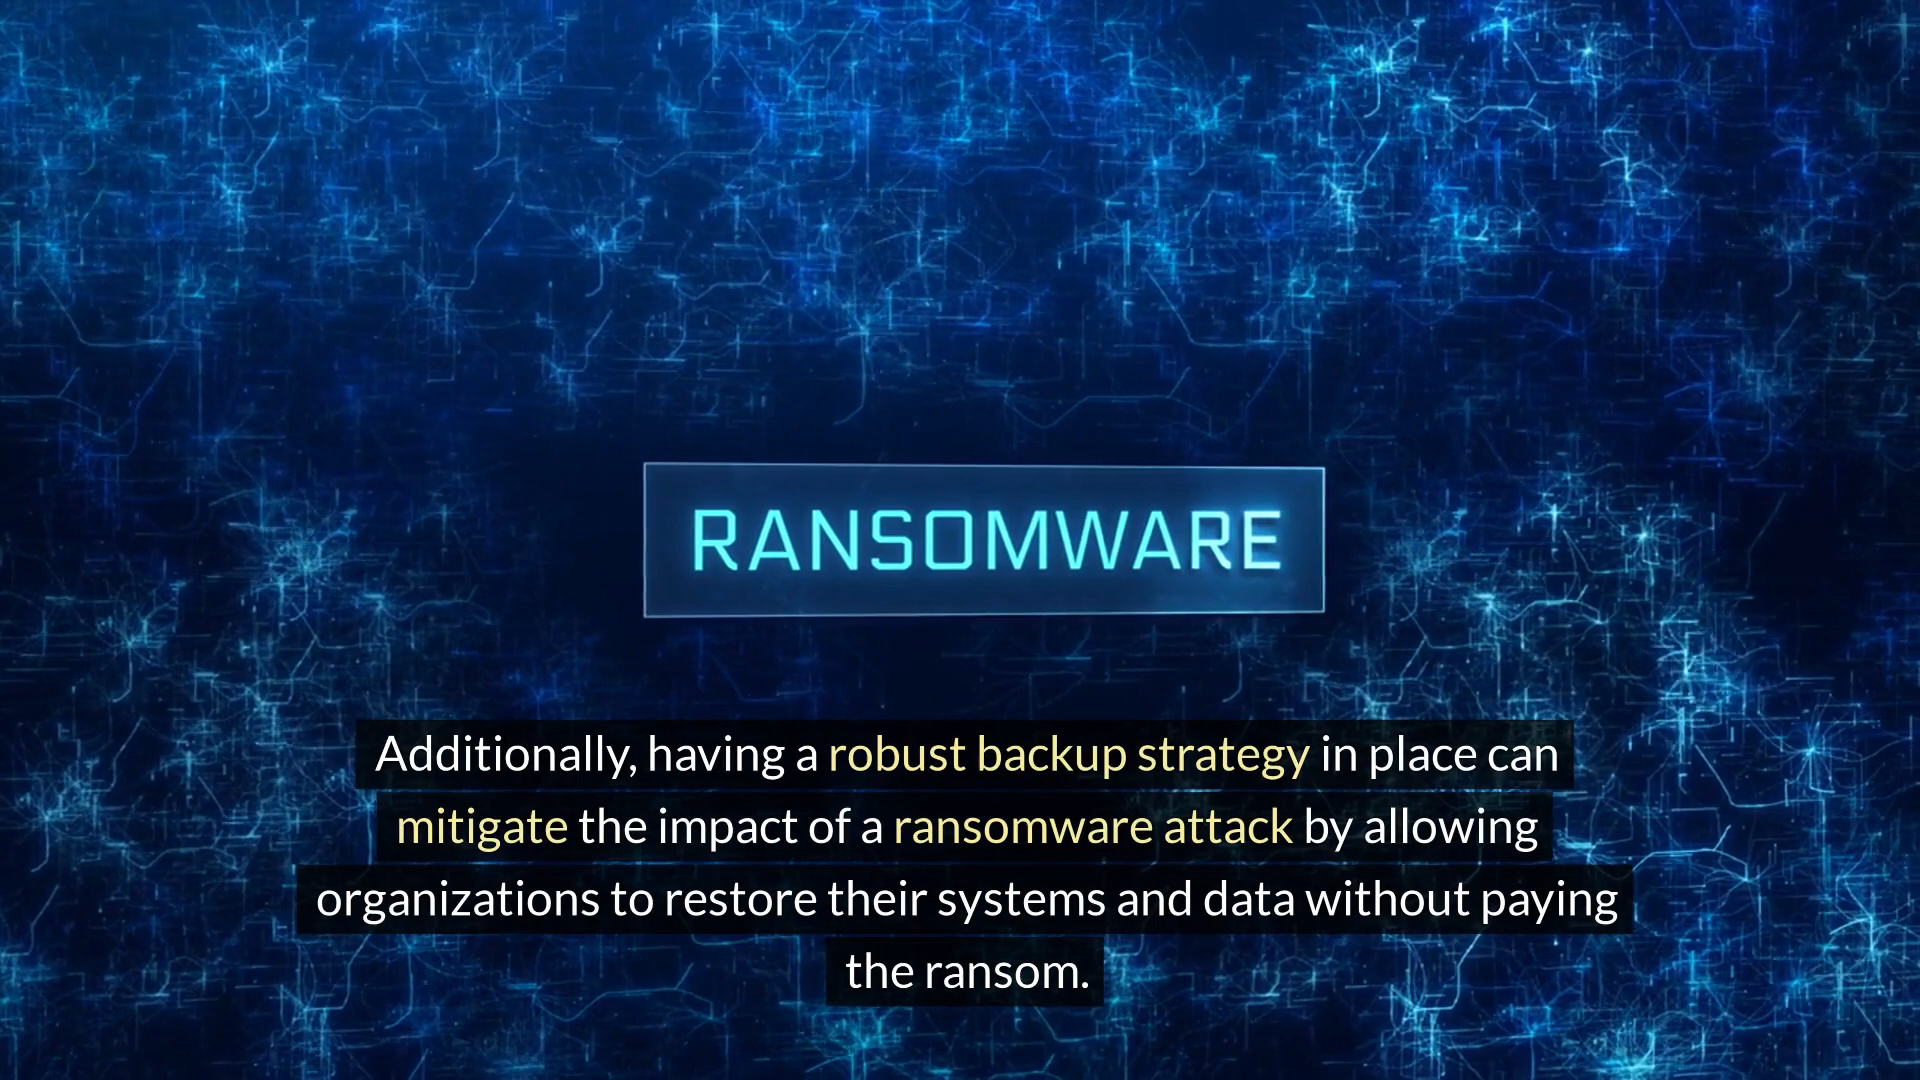 RANSOMWARE
Additionally, having a robust backup strategy in place can
mitigate the impact of a ransomware attack by allowing
organizations to restore their systems and data without paying
the ransom.